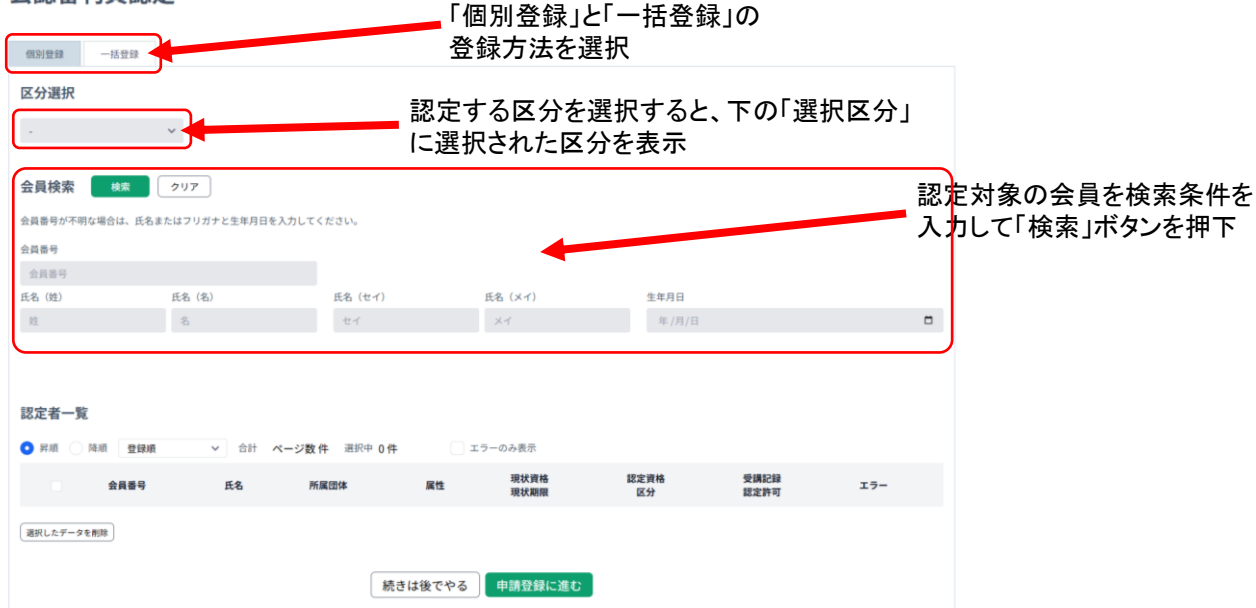 公認審判員認定
「個別登録」と「一括登録」の
登録方法を選択
個別登録 一括登録
区分選択
認定する区分を選択すると、下の「選択区分」
に選択された区分を表示
-
会員検索 検索 クリア
認定対象の会員を検索条件を
入力して「検索」ボタンを押下
会員番号が不明な場合は、氏名またはフリガナと生年月日を入力してください。
会員番号
会員番号
氏名（姓） 氏名（名） 氏名（セイ） 氏名（メイ） 生年月日
姓 名 セイ メイ 年/月/日
認定者一覧
昇順 降順 登録順 合計 ページ数 件 選択中 0 件 エラーのみ表示
会員番号 氏名 所属団体 属性 現状資格 認定資格 受講記録 エラー
現状期限 区分 認定許可
選択したデータを削除
続きは後でやる 申請登録に進む